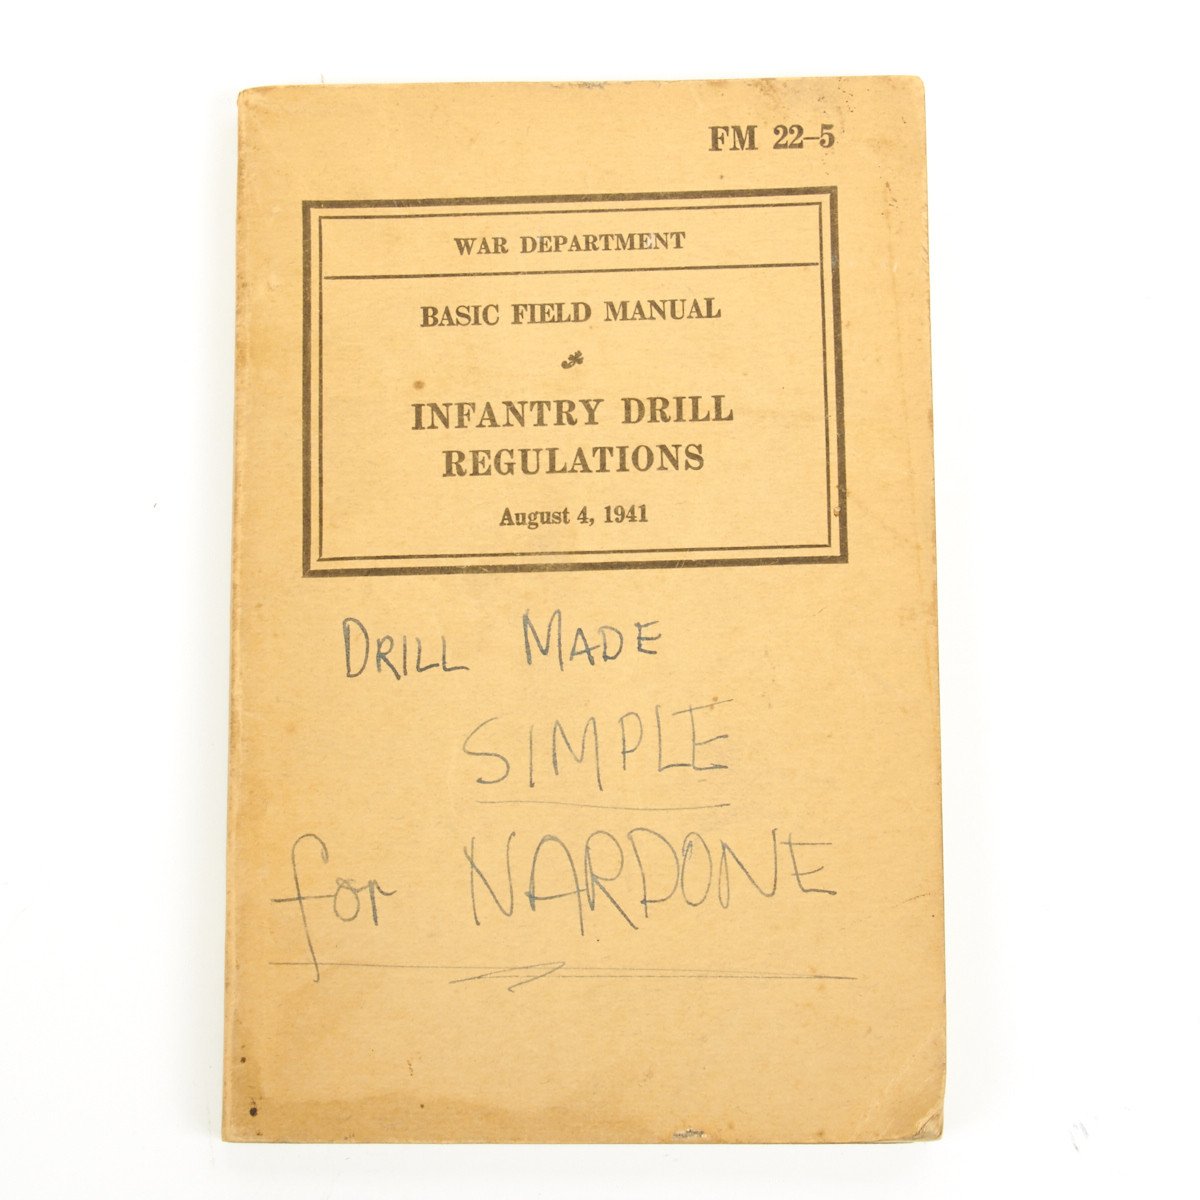 FM 22–5
WAR DEPARTMENT
BASIC FIELD MANUAL
INFANTRY DRILL
REGULATIONS
August 4, 1941
DRILL MADE
SIMPLE
for NARDONE